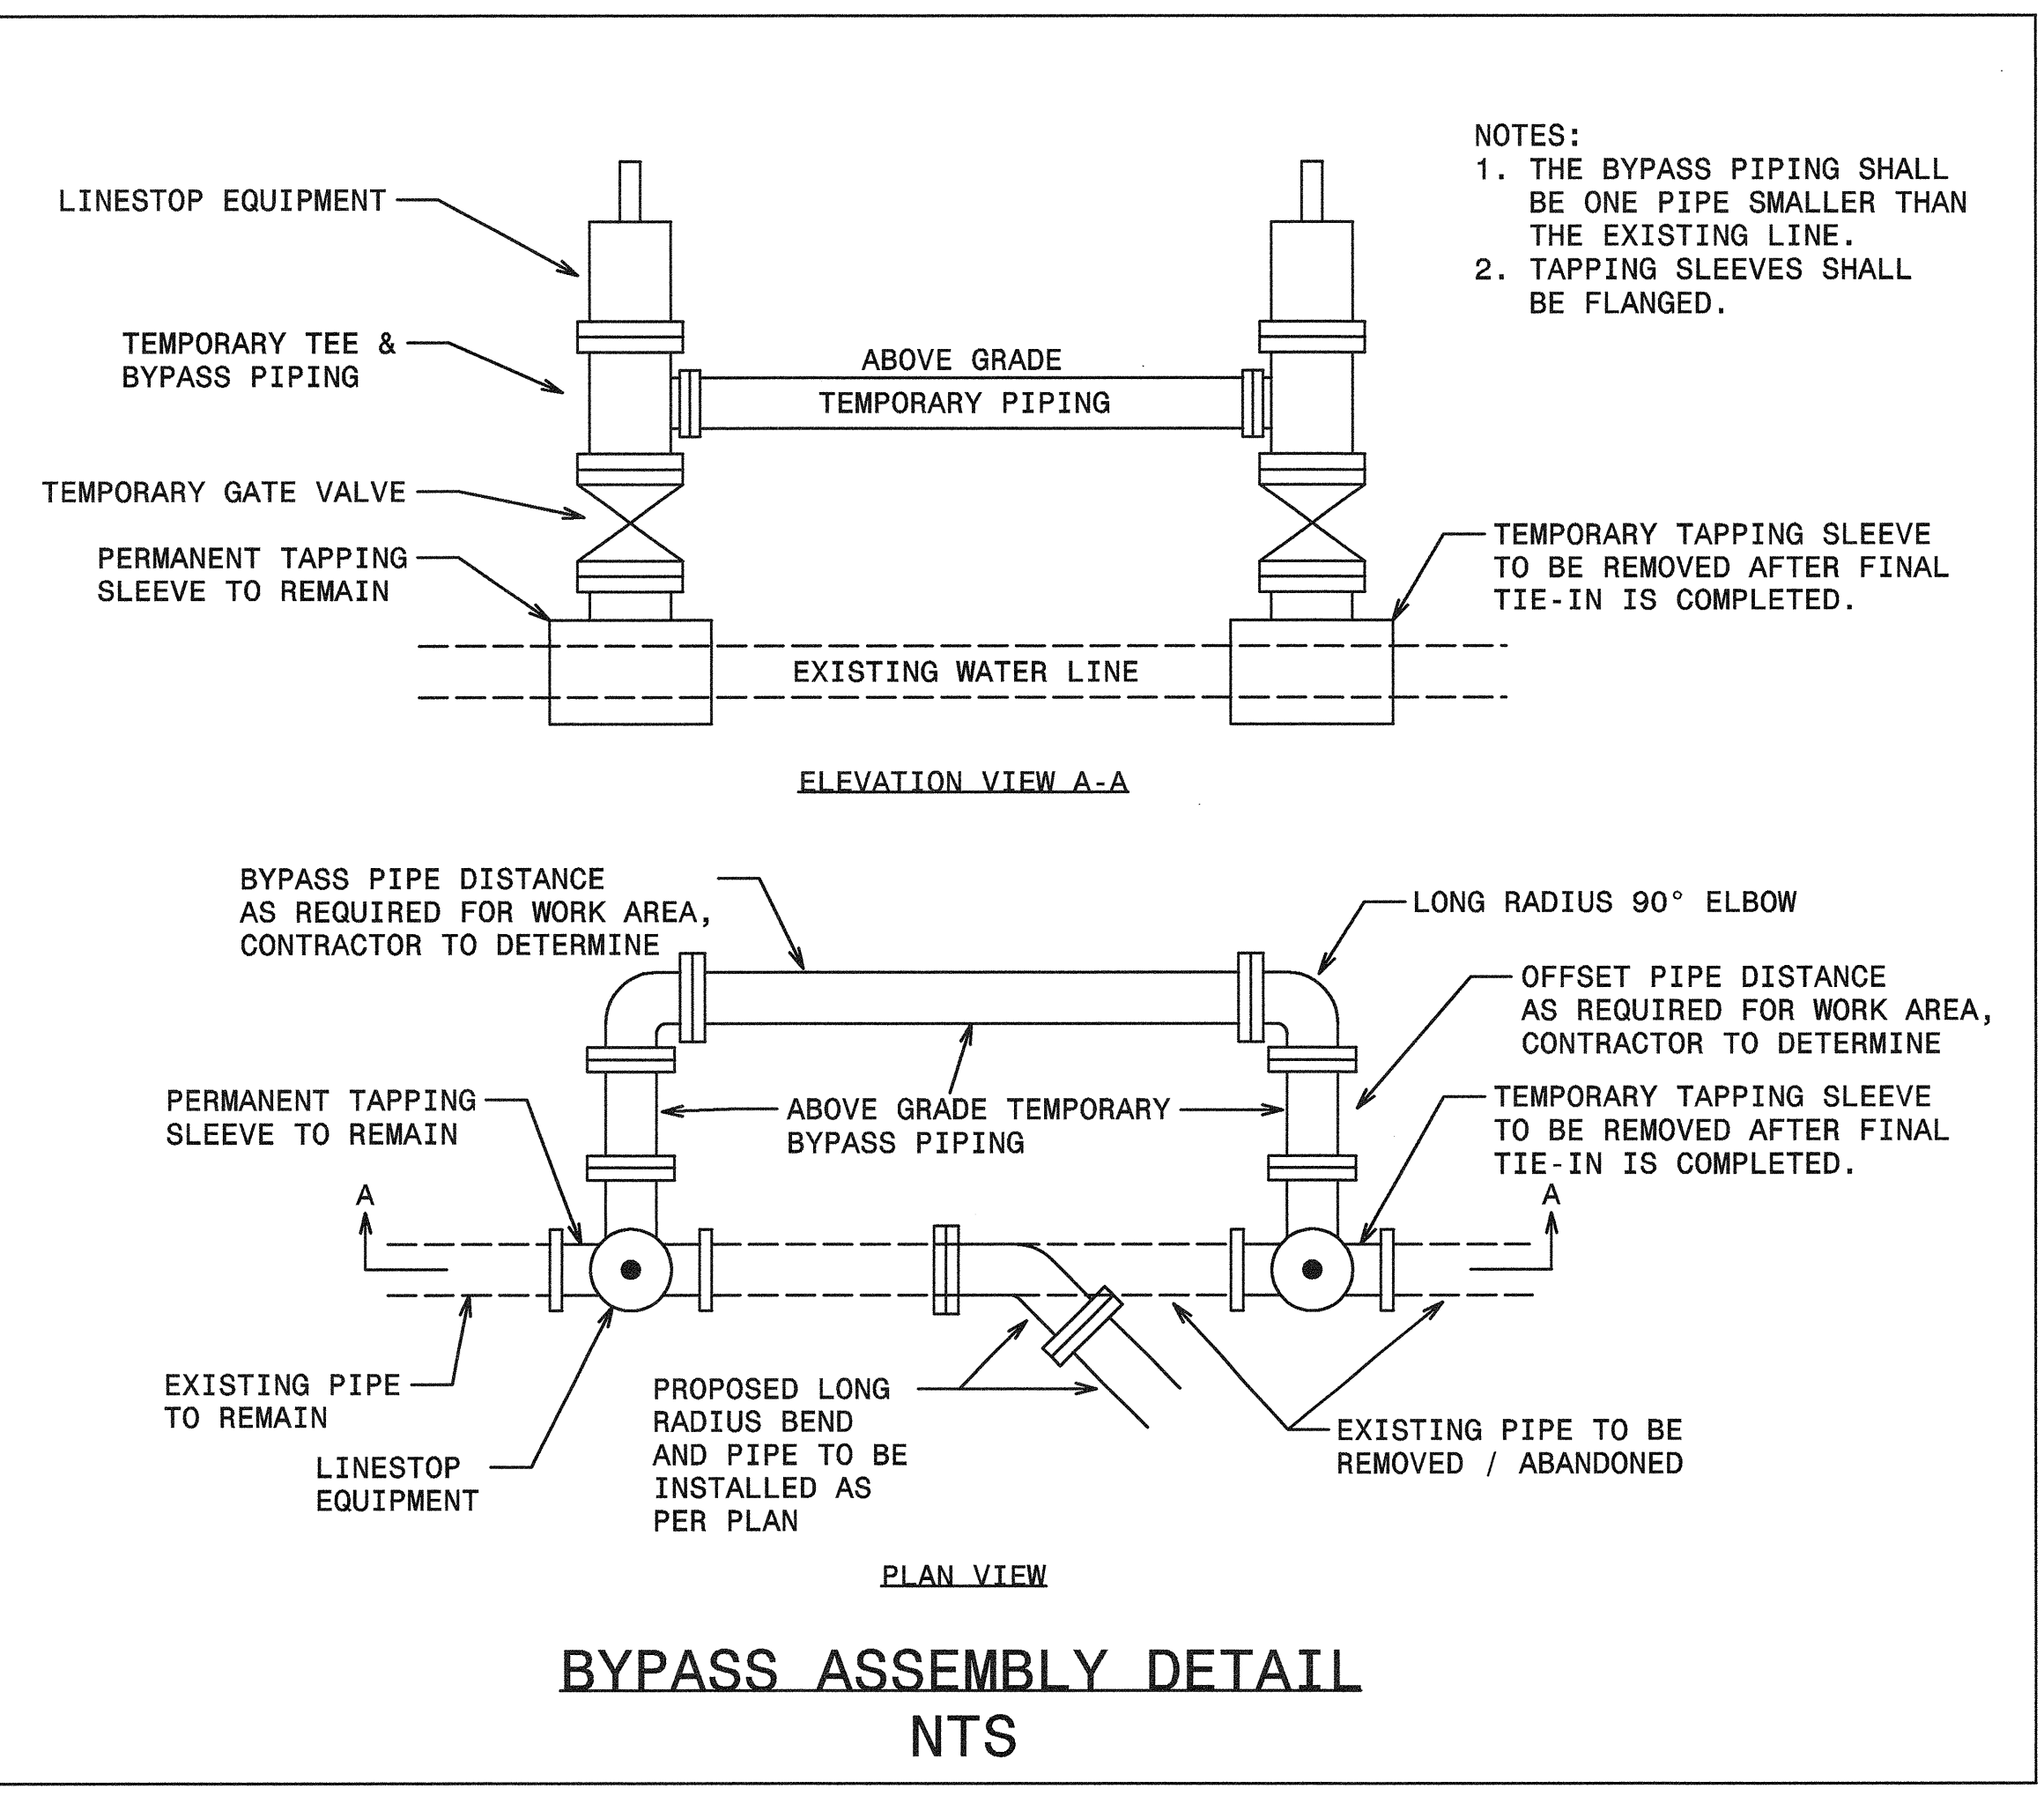 NOTES:
1. THE BYPASS PIPING SHALL
BE ONE PIPE SMALLER THAN
THE EXISTING LINE.
2. TAPPING SLEEVES SHALL
BE FLANGED.
LINESTOP EQUIPMENT
TEMPORARY TEE &
BYPASS PIPING
ABOVE GRADE
TEMPORARY PIPING
TEMPORARY GATE VALVE
PERMANENT TAPPING
SLEEVE TO REMAIN
TEMPORARY TAPPING SLEEVE
TO BE REMOVED AFTER FINAL
TIE-IN IS COMPLETED.
EXISTING WATER LINE
ELEVATION VIEW A-A
BYPASS PIPE DISTANCE
AS REQUIRED FOR WORK AREA,
CONTRACTOR TO DETERMINE
LONG RADIUS 90° ELBOW
OFFSET PIPE DISTANCE
AS REQUIRED FOR WORK AREA,
CONTRACTOR TO DETERMINE
PERMANENT TAPPING
SLEEVE TO REMAIN
ABOVE GRADE TEMPORARY
BYPASS PIPING
TEMPORARY TAPPING SLEEVE
TO BE REMOVED AFTER FINAL
TIE-IN IS COMPLETED.
A
A
EXISTING PIPE
TO REMAIN
LINESTOP
EQUIPMENT
PROPOSED LONG
RADIUS BEND
AND PIPE TO BE
INSTALLED AS
PER PLAN
EXISTING PIPE TO BE
REMOVED / ABANDONED
PLAN VIEW
BYPASS ASSEMBLY DETAIL
NTS